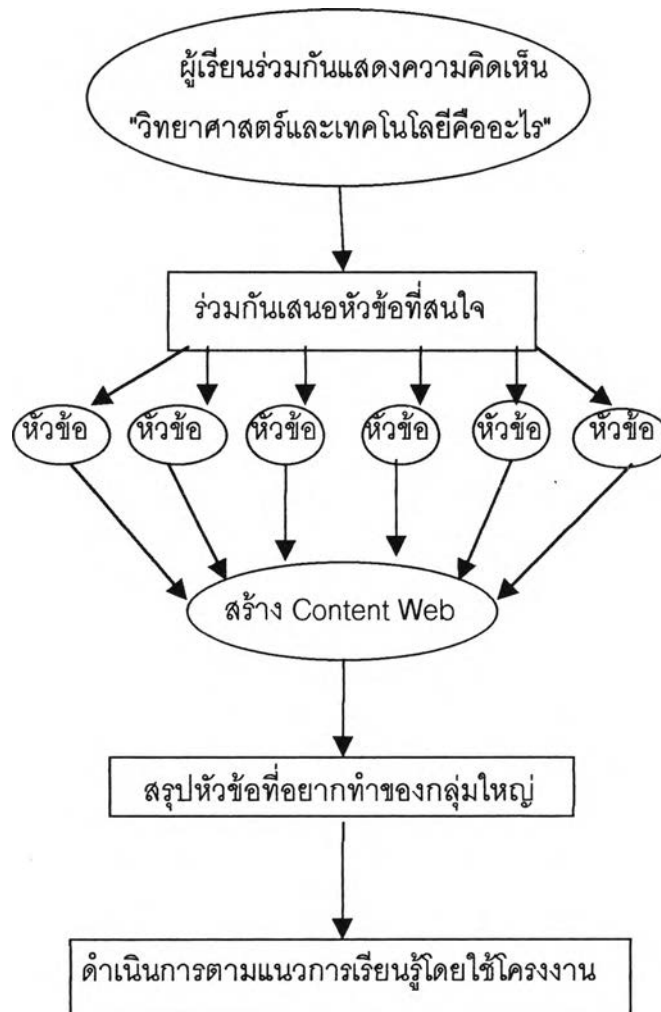 ผู้เรียนร่วมกันแสดงความคิดเห็น
"วิทยาศาสตร์และเทคโนโลยีคืออะไร"
ร่วมกันเสนอหัวข้อที่สนใจ
หัวข้อ หัวข้อ หัวข้อ หัวข้อ หัวข้อ หัวข้อ
สร้าง Content Web
สรุปหัวข้อที่อยากทำของกลุ่มใหญ่
ดำเนินการตามแนวการเรียนรู้โดยใช้โครงงาน